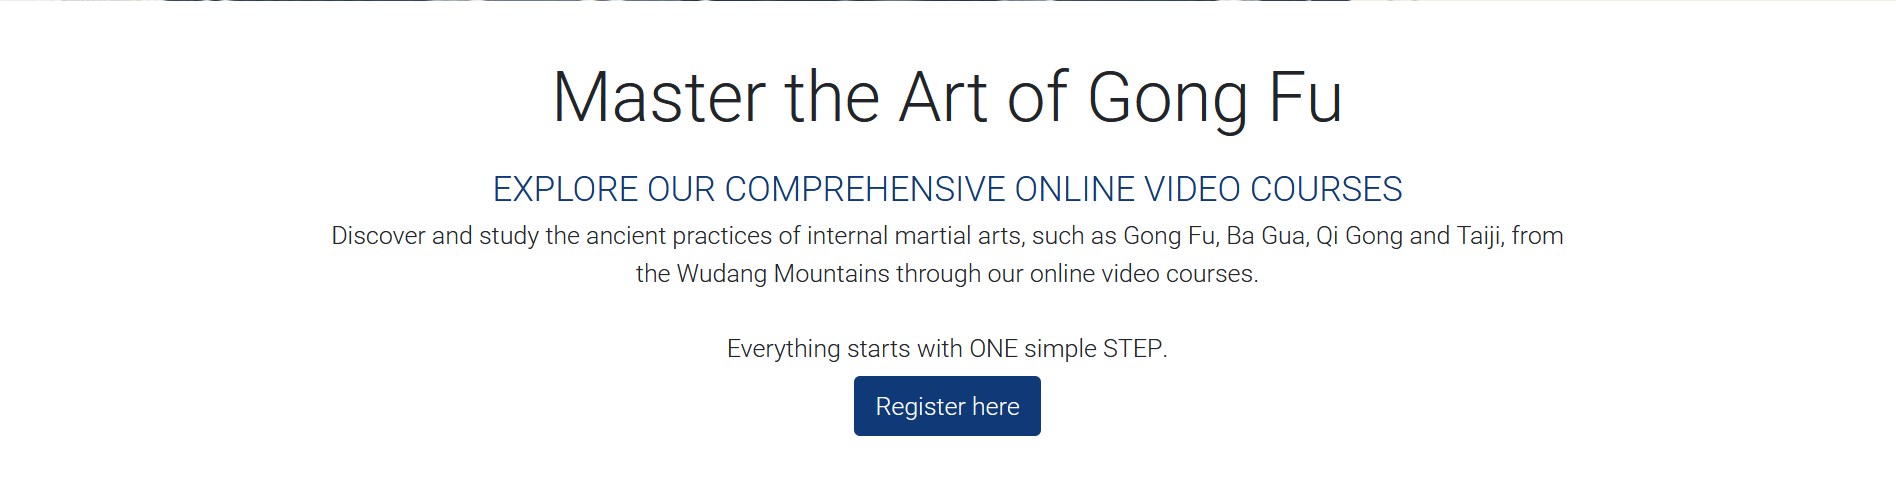 Master the Art of Gong Fu
EXPLORE OUR COMPREHENSIVE ONLINE VIDEO COURSES
Discover and study the ancient practices of internal martial arts, such as Gong Fu, Ba Gua, Qi Gong and Taiji, from
the Wudang Mountains through our online video courses.
Everything starts with ONE simple STEP.
Register here